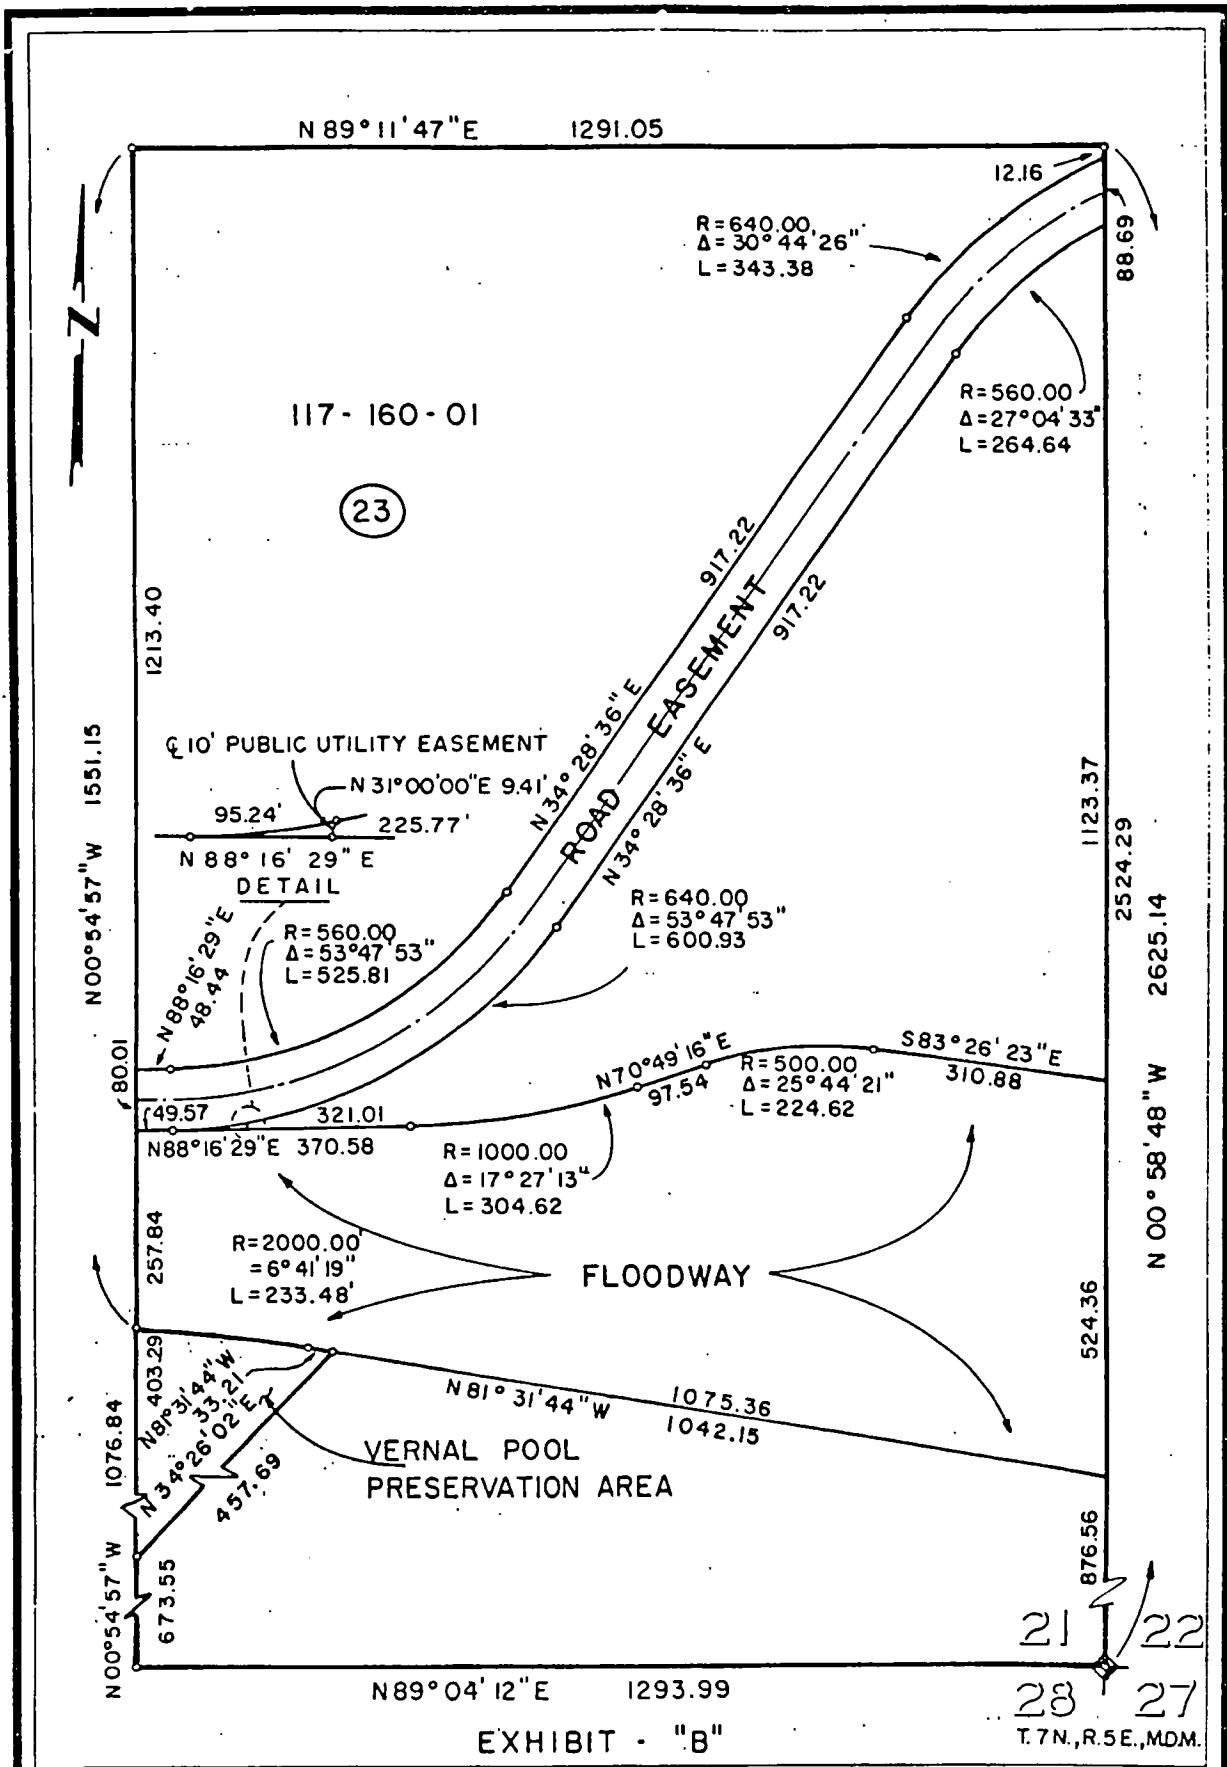 N 89° 11' 47" E 1291.05
12.16
R=640.00
Δ= 30° 44' 26"
L=343.38
88.69
N
R=560.00
Δ=27° 04' 33"
L=264.64
117-160-01
23
917.22
917.22
1213.40
ROAD EASEMENT
N 34° 28' 36" E
N 34° 28' 36" E
N00°54'57"W 1551.15
℄ 10' PUBLIC UTILITY EASEMENT
N 31°00'00"E 9.41'
95.24'
225.77'
N 88° 16' 29" E
DETAIL
1123.37
2524.29
N 00° 58' 48" W 2625.14
R=640.00
Δ= 53° 47' 53"
L=600.93
R=560.00
Δ= 53° 47' 53"
L=525.81
N 88° 16' 29" E
48.44
80.01
S 83° 26' 23" E
310.88
N70° 49' 16" E
97.54
R=500.00
Δ= 25° 44' 21"
L=224.62
49.57
321.01
N88° 16' 29" E 370.58
R=1000.00
Δ= 17° 27' 13"
L=304.62
257.84
R=2000.00'
=6° 41' 19"
L=233.48'
FLOODWAY
524.36
403.29
N81° 31' 44" W
33.21
N 34° 26' 02" E
457.69
N 81° 31' 44" W
1075.36
1042.15
VERNAL POOL
PRESERVATION AREA
1076.84
N00°54'57"W
673.55
876.56
21 22
28 27
N89° 04' 12" E 1293.99
T. 7 N., R. 5 E., M.D.M.
EXHIBIT - "B"